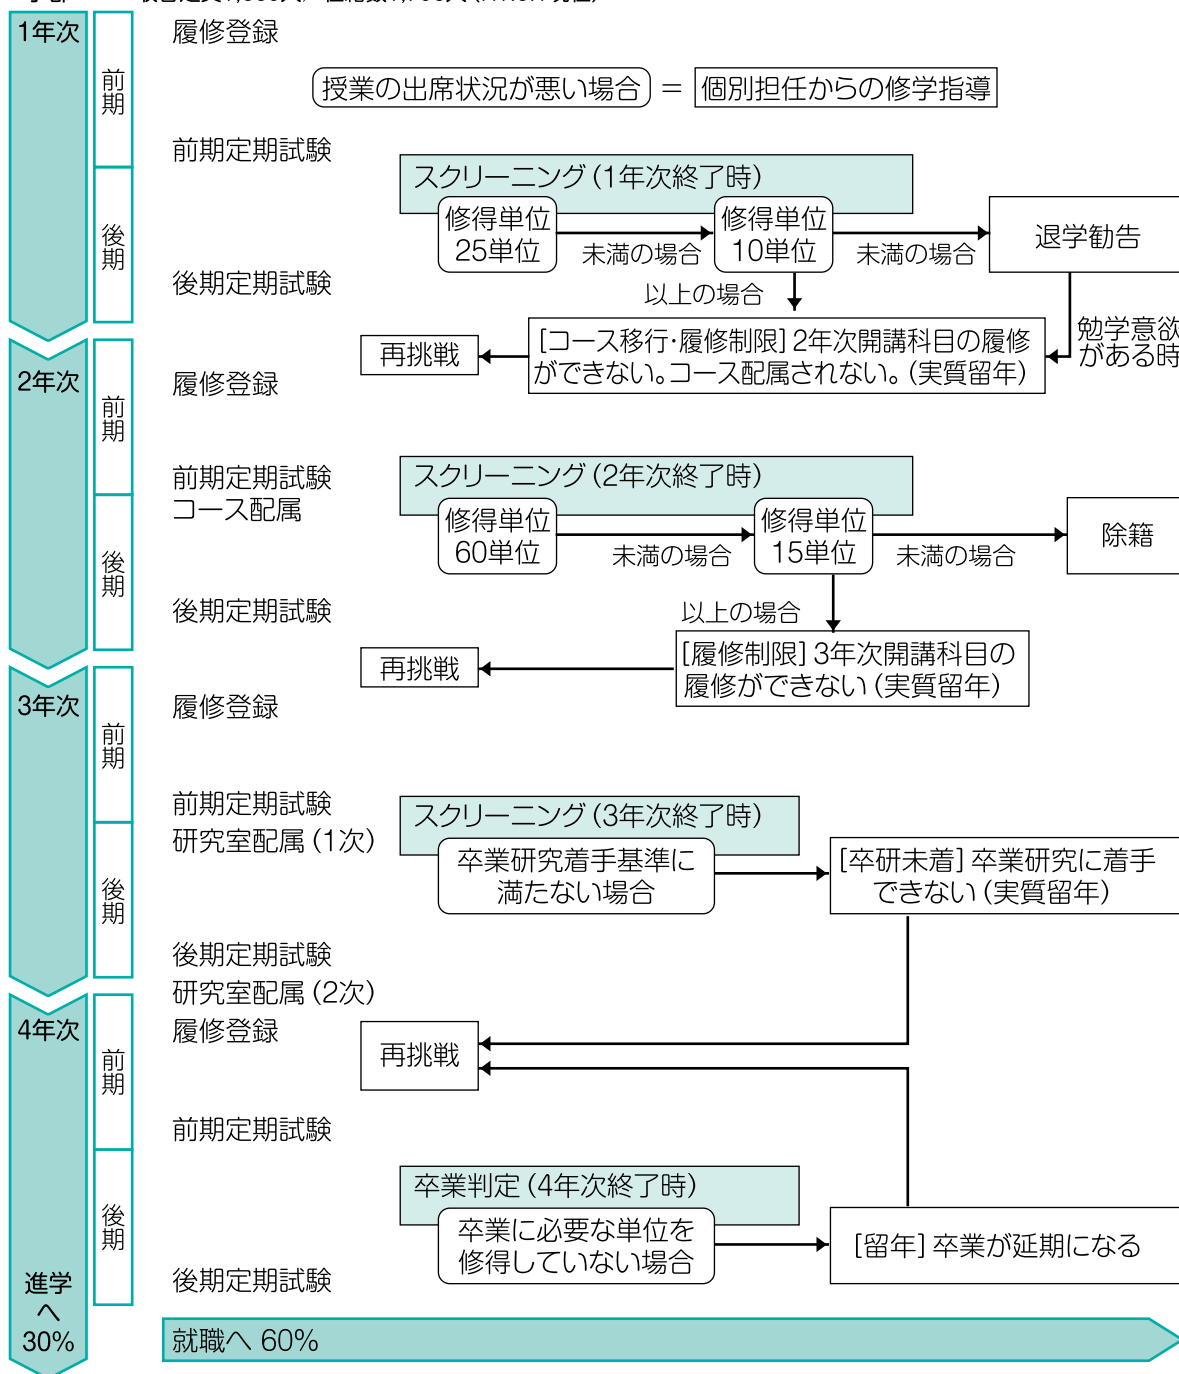 1年次
前期
履修登録
授業の出席状況が悪い場合 = 個別担任からの修学指導
前期定期試験
後期
スクリーニング(1年次終了時)
修得単位
25単位
未満の場合
修得単位
10単位
未満の場合
退学勧告
後期定期試験
以上の場合
勉学意欲
がある時
再挑戦
[コース移行・履修制限] 2年次開講科目の履修
ができない。コース配属されない。(実質留年)
2年次
前期
履修登録
前期定期試験
コース配属
後期
スクリーニング(2年次終了時)
修得単位
60単位
未満の場合
修得単位
15単位
未満の場合
除籍
後期定期試験
以上の場合
再挑戦
[履修制限] 3年次開講科目の
履修ができない(実質留年)
3年次
前期
履修登録
前期定期試験
研究室配属(1次)
後期
スクリーニング(3年次終了時)
卒業研究着手基準に
満たない場合
[卒研未着] 卒業研究に着手
できない(実質留年)
後期定期試験
研究室配属(2次)
4年次
前期
履修登録
再挑戦
前期定期試験
後期
卒業判定(4年次終了時)
卒業に必要な単位を
修得していない場合
[留年] 卒業が延期になる
後期定期試験
進学
へ
30%
就職へ 60%